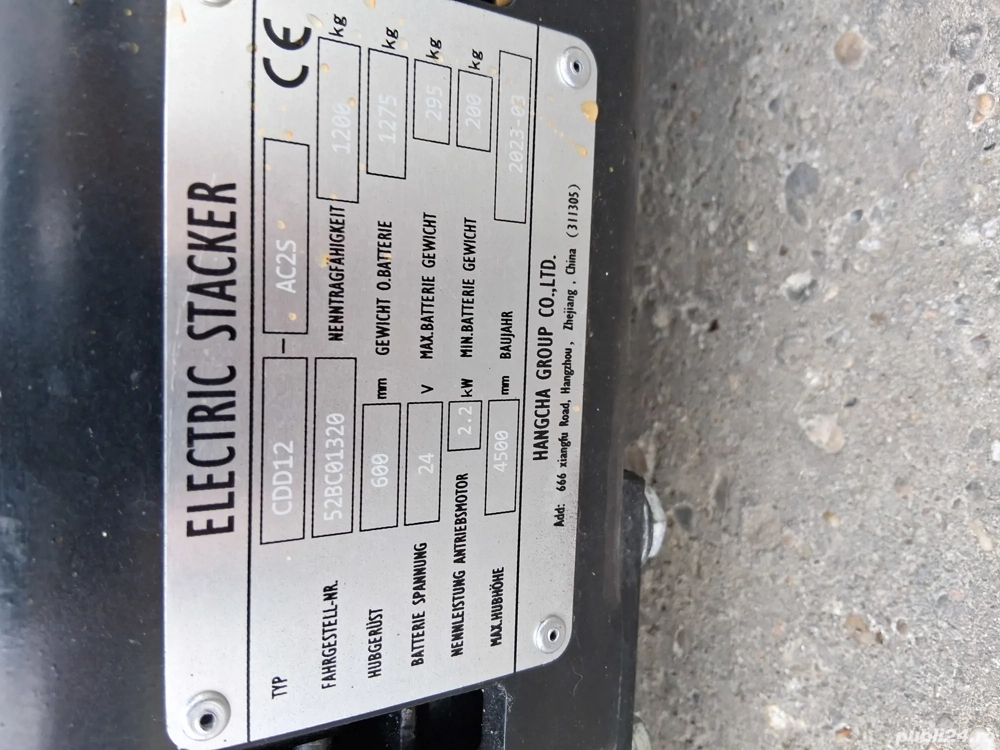 ELECTRIC STACKER
CE
TYP CDD12 – AC2S
FAHRGESTELL-NR. 52BC01320 NENNTRAGFÄHIGKEIT 1200 kg
HUBGERÜST 600 mm GEWICHT O.BATTERIE 1275 kg
BATTERIE SPANNUNG 24 V MAX.BATTERIE GEWICHT 295 kg
NENNLEISTUNG ANTRIEBSMOTOR 2.2 kW MIN.BATTERIE GEWICHT 200 kg
MAX.HUBHÖHE 4500 mm BAUJAHR 2023-03
HANGCHA GROUP CO.,LTD.
Add: 666 xiangfu Road, Hangzhou, Zhejiang , China (311305)